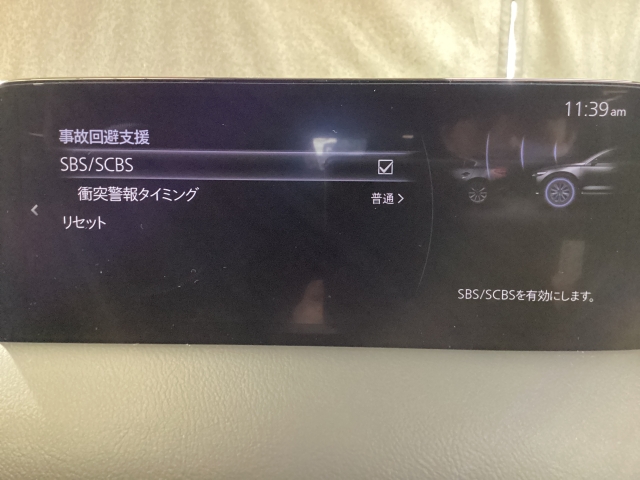 11:39am
事故回避支援
SBS/SCBS
衝突警報タイミング 普通
リセット
SBS/SCBSを有効にします。